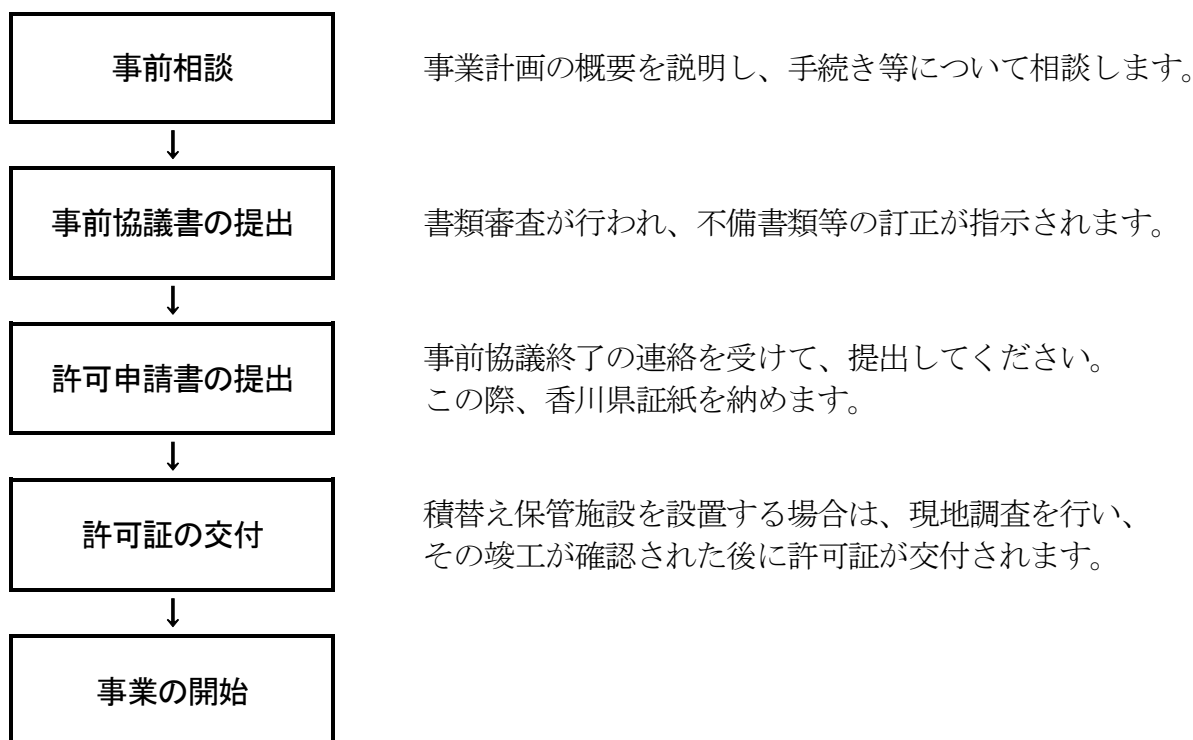 事前相談
事業計画の概要を説明し、手続き等について相談します。
↓
事前協議書の提出
書類審査が行われ、不備書類等の訂正が指示されます。
↓
許可申請書の提出
事前協議終了の連絡を受けて、提出してください。
この際、香川県証紙を納めます。
↓
許可証の交付
積替え保管施設を設置する場合は、現地調査を行い、
その竣工が確認された後に許可証が交付されます。
↓
事業の開始